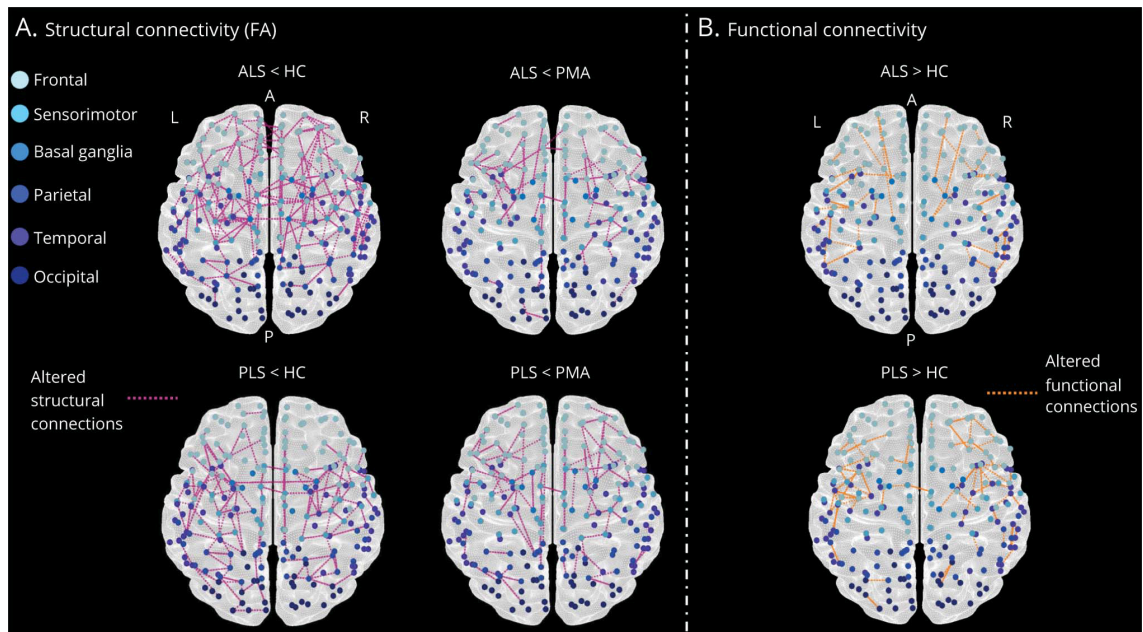 A. Structural connectivity (FA)
Frontal
Sensorimotor
Basal ganglia
Parietal
Temporal
Occipital
ALS < HC
A
L
R
P
ALS < PMA
PLS < HC
PLS < PMA
Altered
structural
connections
B. Functional connectivity
ALS > HC
A
L
R
P
PLS > HC
Altered
functional
connections